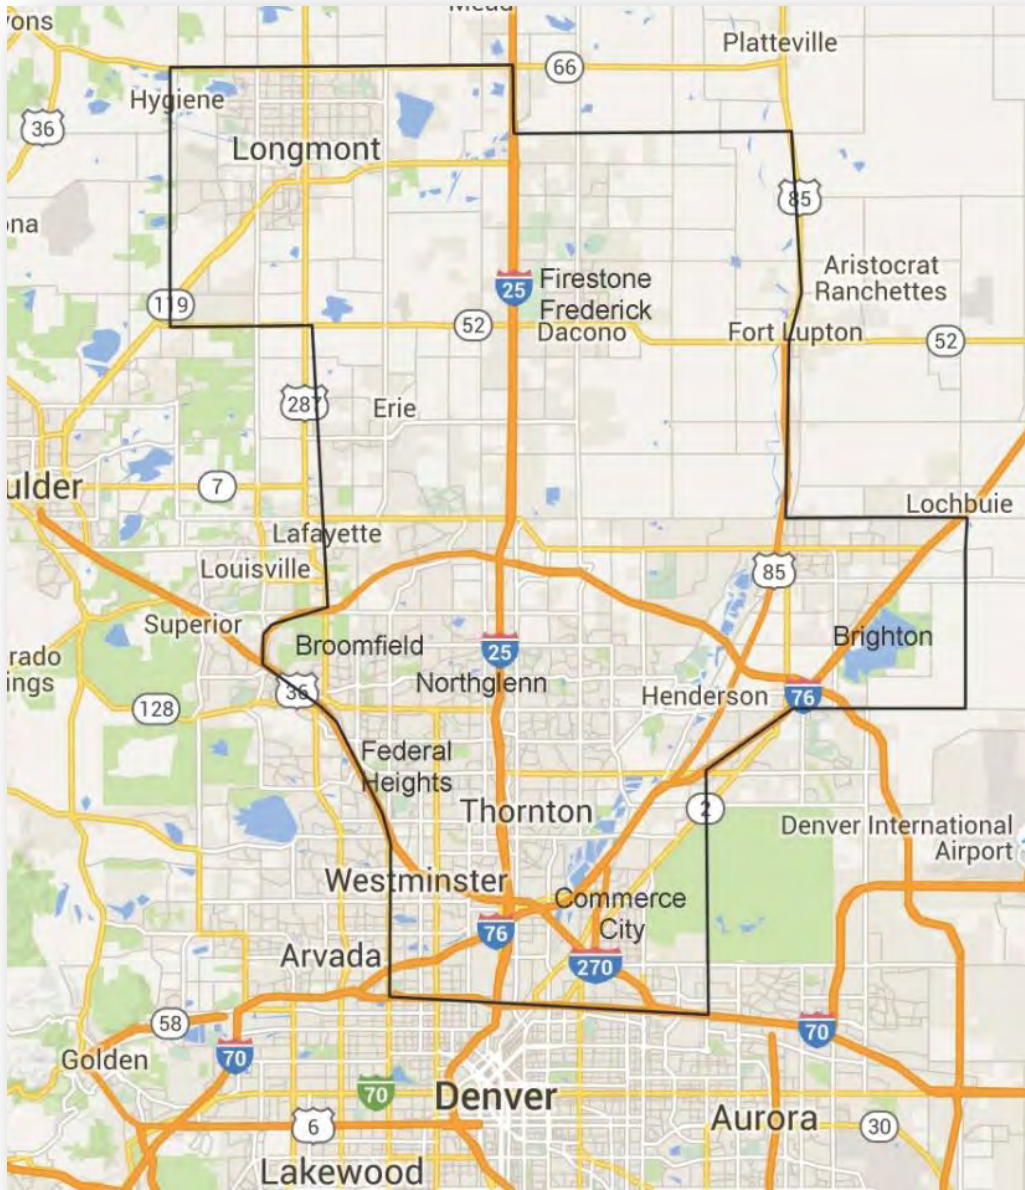 Mead
yons
Platteville
66
Hygiene
36
Longmont
85
ona
Aristocrat
Ranchettes
119
25
Firestone
Frederick
52
Dacono
Fort Lupton
52
287
Erie
ulder
7
Lochbuie
Lafayette
Louisville
85
Superior
Broomfield
25
Brighton
rado
ings
Northglenn
36
Henderson
76
128
Federal
Heights
Thornton
2
Denver International
Airport
Westminster
Commerce
City
76
Arvada
270
58
70
Golden
70
70
Denver
6
Aurora
30
Lakewood